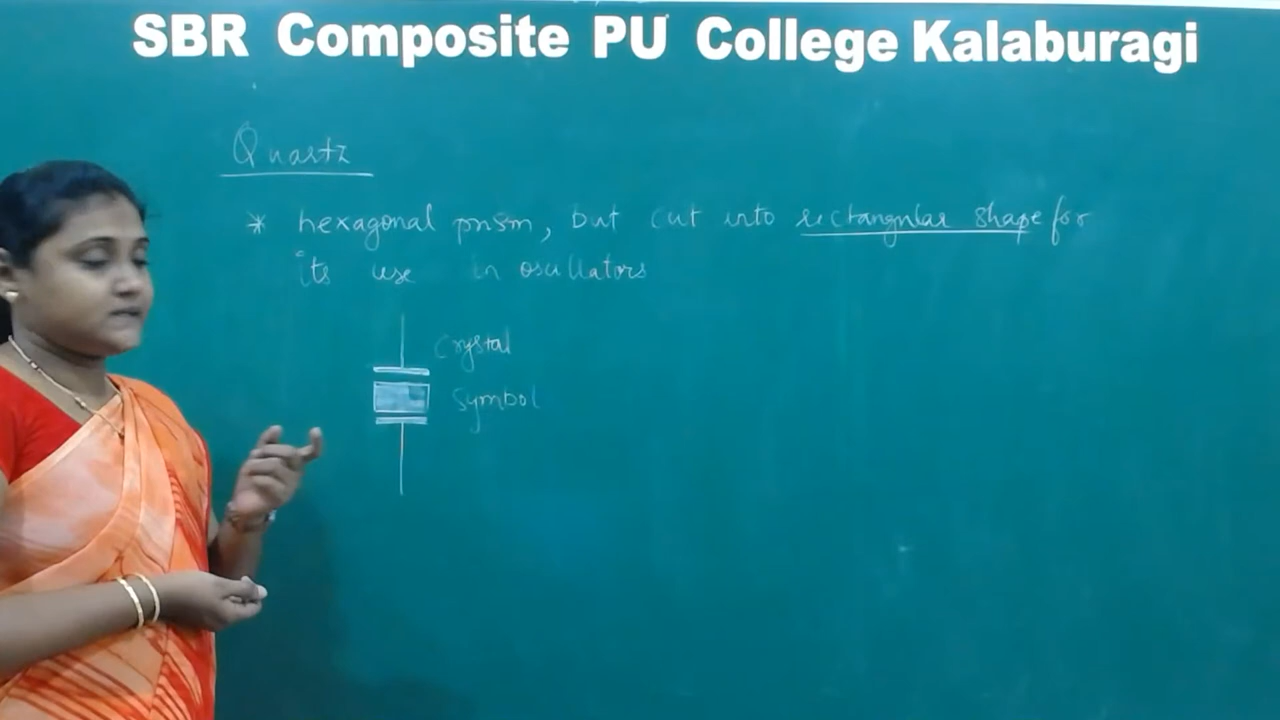 SBR Composite PU College Kalaburagi
Quartz
* hexagonal prism, but cut into rectangular shape for
its use in oscillators
Crystal
Symbol